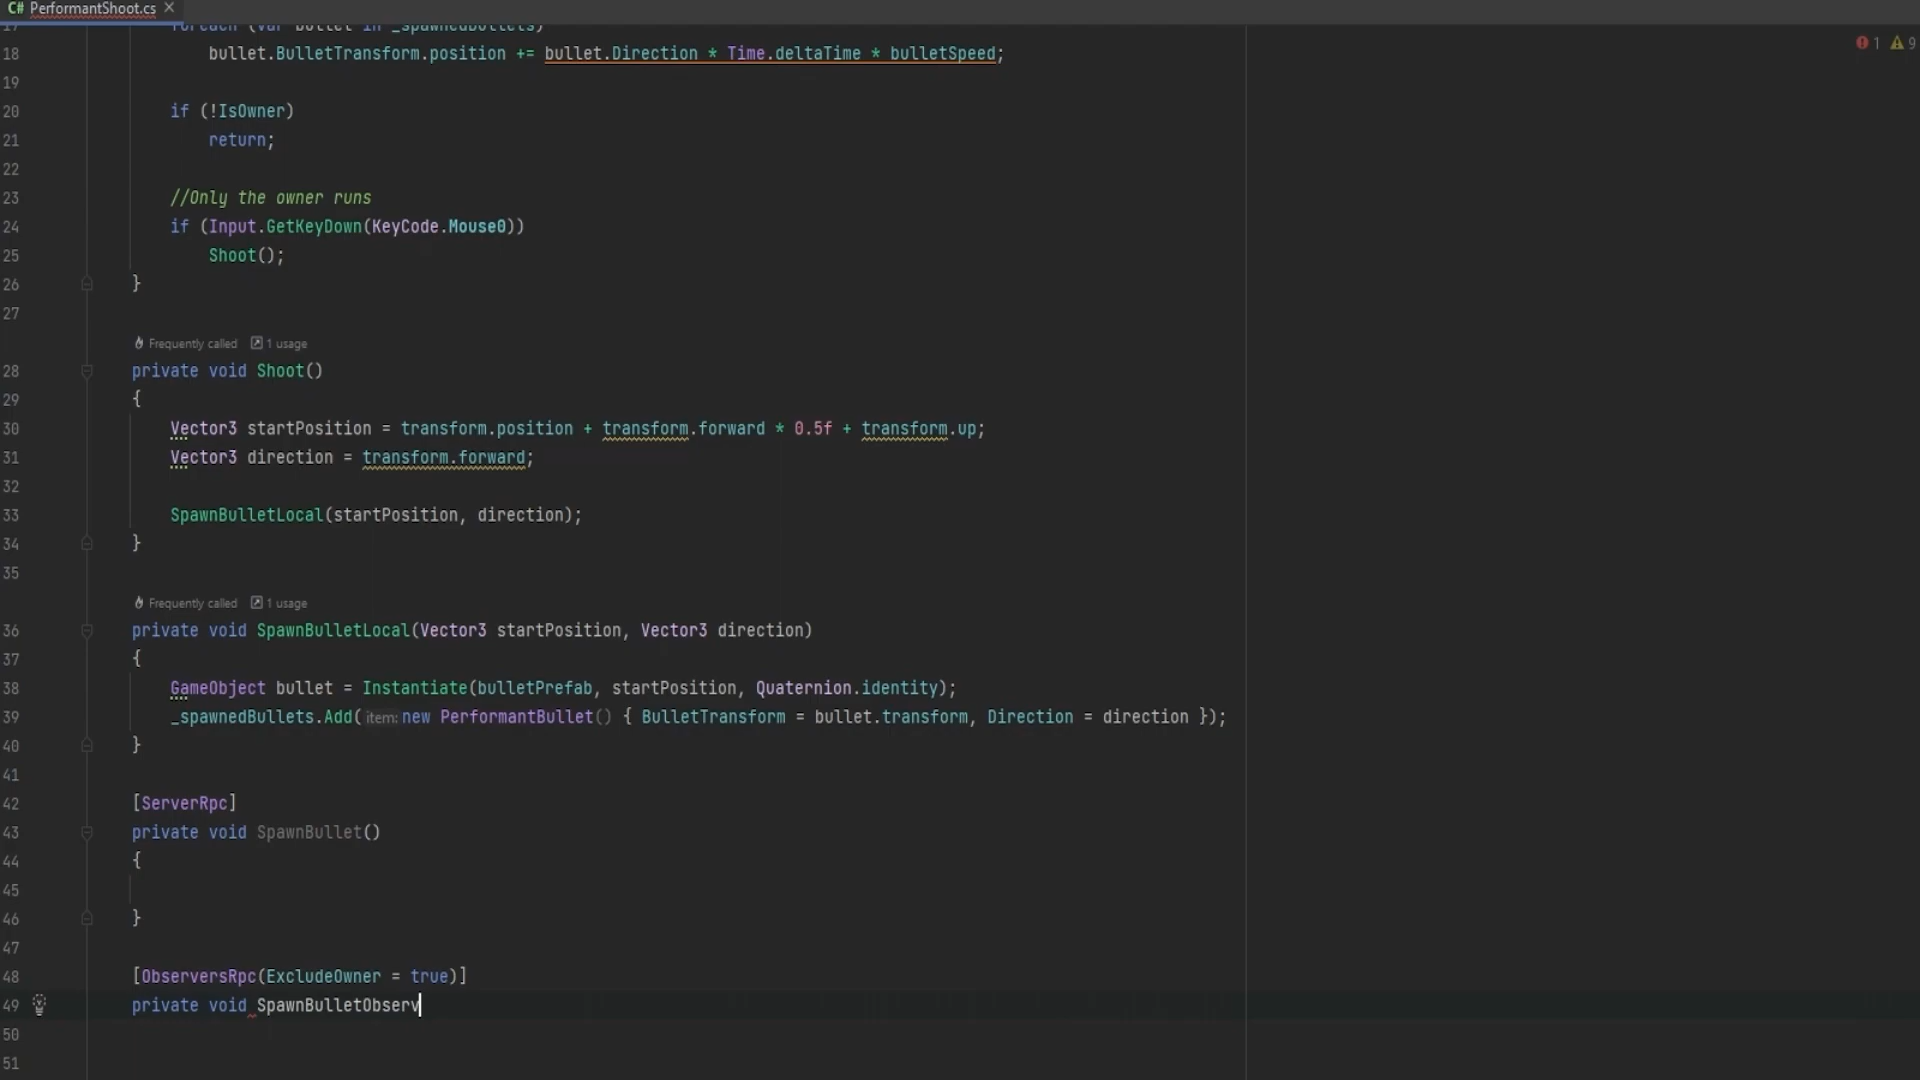 C# PerformantShoot.cs ×
17 foreach (var bullet in _spawnedBullets)
1 9
18 bullet.BulletTransform.position += bullet.Direction * Time.deltaTime * bulletSpeed;
19
20 if (!IsOwner)
21 return;
22
23 //Only the owner runs
24 if (Input.GetKeyDown(KeyCode.Mouse0))
25 Shoot();
26 }
27
Frequently called 1 usage
28 private void Shoot()
29 {
30 Vector3 startPosition = transform.position + transform.forward * 0.5f + transform.up;
31 Vector3 direction = transform.forward;
32
33 SpawnBulletLocal(startPosition, direction);
34 }
35
Frequently called 1 usage
36 private void SpawnBulletLocal(Vector3 startPosition, Vector3 direction)
37 {
38 GameObject bullet = Instantiate(bulletPrefab, startPosition, Quaternion.identity);
39 _spawnedBullets.Add(item: new PerformantBullet() { BulletTransform = bullet.transform, Direction = direction });
40 }
41
42 [ServerRpc]
43 private void SpawnBullet()
44 {
45
46 }
47
48 [ObserversRpc(ExcludeOwner = true)]
49 private void SpawnBulletObserv
50
51